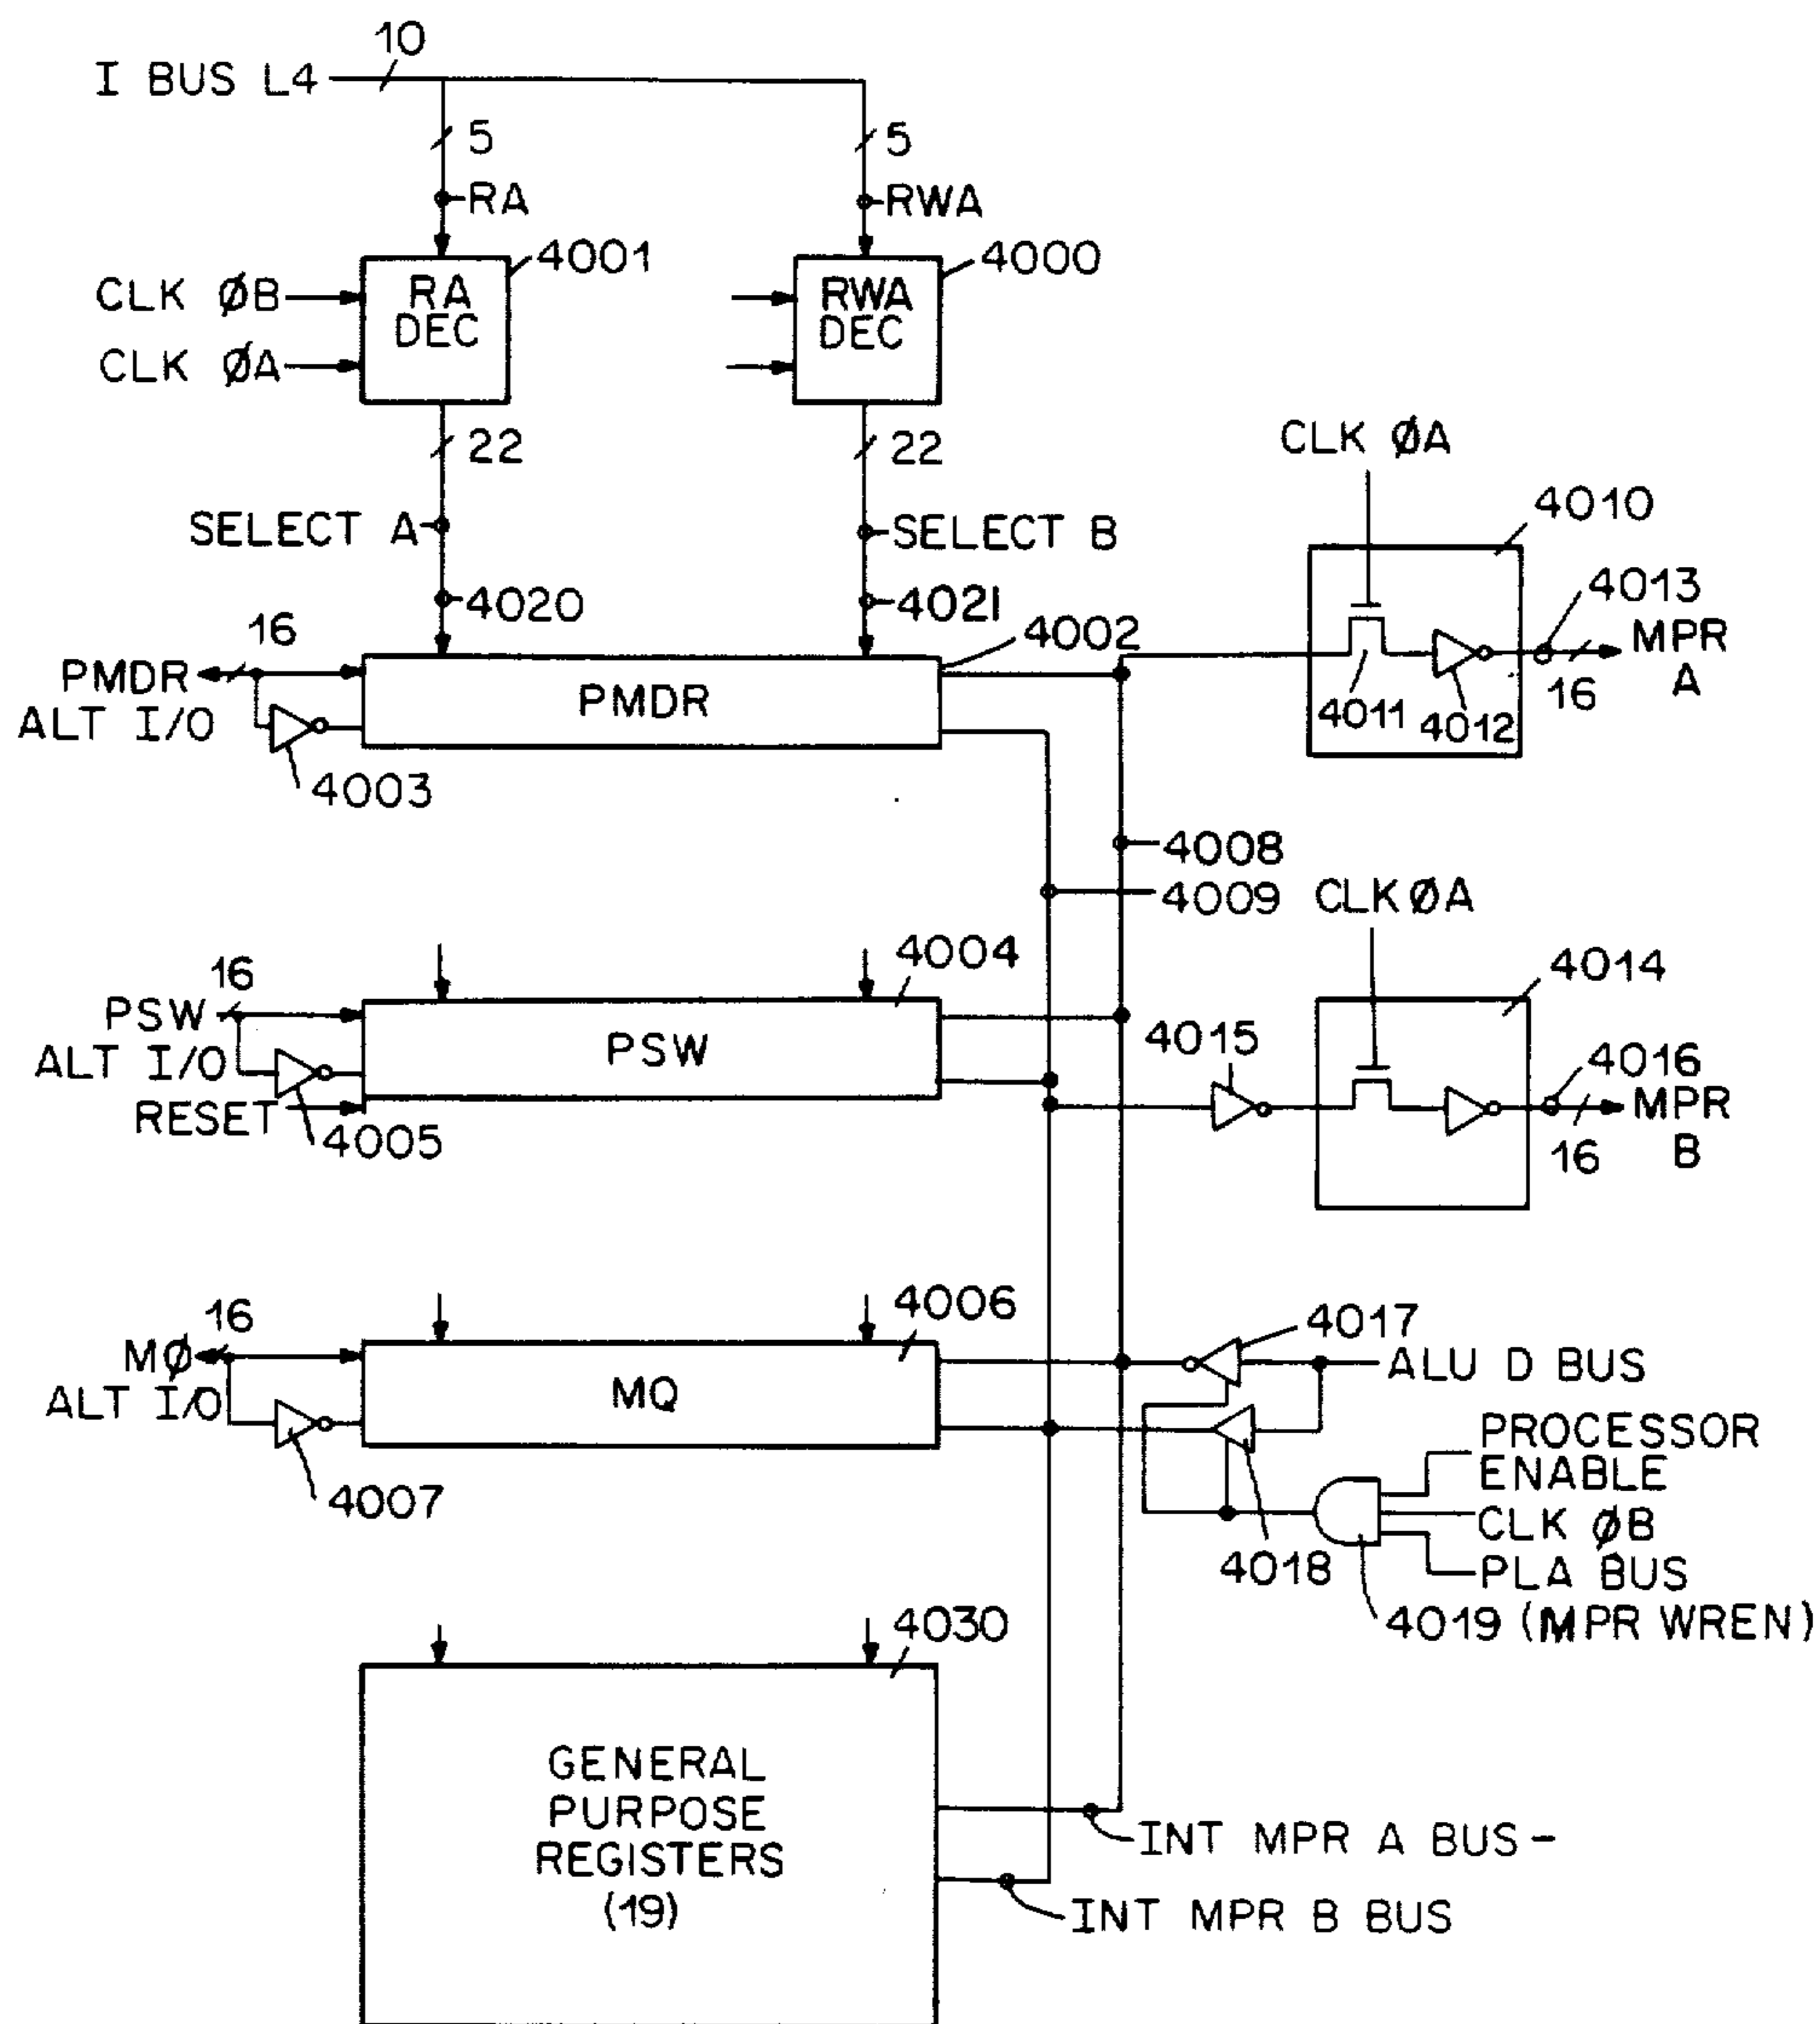 10
I BUS L4
5
5
RA
RWA
4001
4000
CLK ØB
RA
DEC
RWA
DEC
CLK ØA
22
22
CLK ØA
SELECT A
SELECT B
4010
4020
4021
4013
16
4002
MPR
A
PMDR
ALT I/O
PMDR
4011
4012
16
4003
4008
4009
CLK ØA
16
4004
4014
PSW
ALT I/O
PSW
4015
4016
RESET
MPR
B
4005
16
16
4006
4017
MØ
ALT I/O
MQ
ALU D BUS
PROCESSOR
ENABLE
4007
CLK ØB
4018
PLA BUS
4030
4019 (MPR WREN)
GENERAL
PURPOSE
REGISTERS
(19)
INT MPR A BUS-
INT MPR B BUS